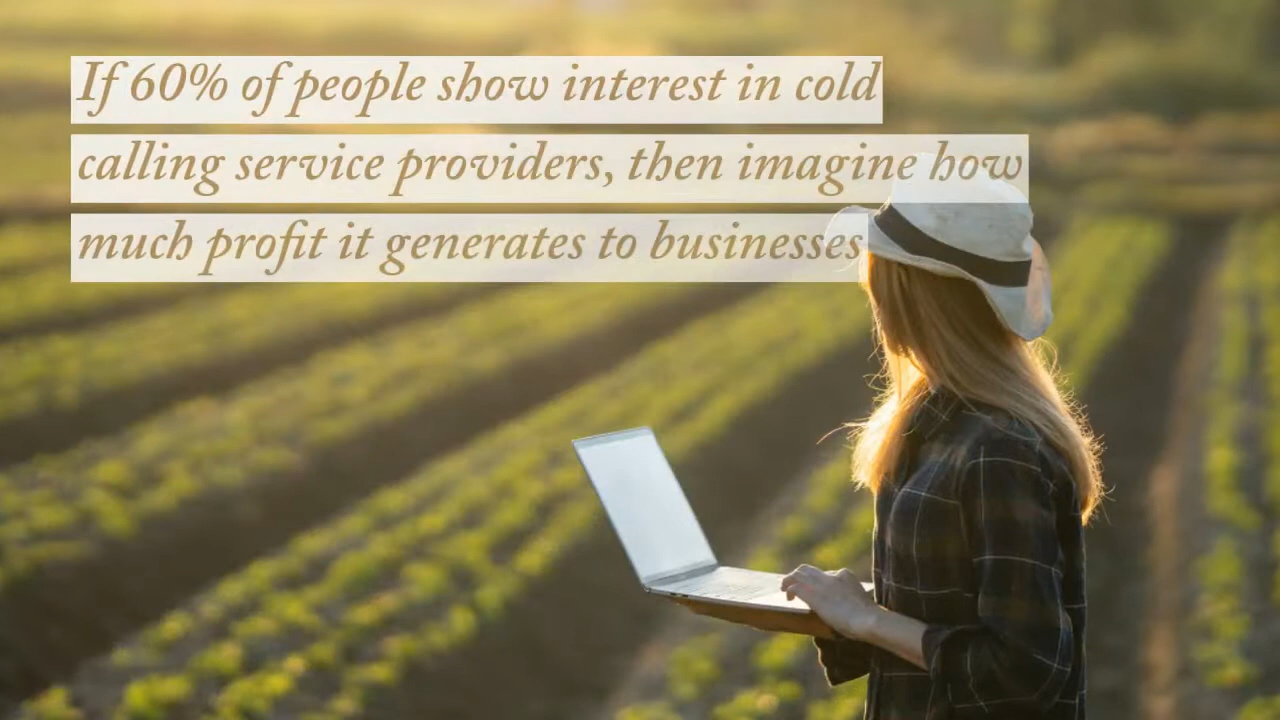 If 60% of people show interest in cold
calling service providers, then imagine how
much profit it generates to businesses